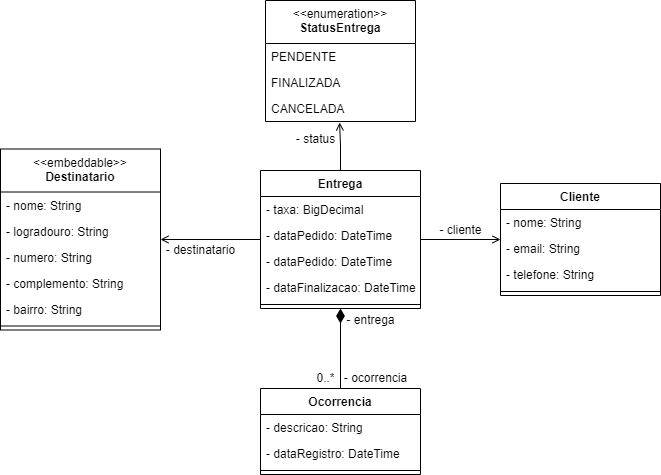 <<enumeration>>
StatusEntrega
PENDENTE
FINALIZADA
CANCELADA
- status
<<embeddable>>
Destinatario
- nome: String
- logradouro: String
- numero: String
- complemento: String
- bairro: String
- destinatario
Entrega
- taxa: BigDecimal
- dataPedido: DateTime
- dataPedido: DateTime
- dataFinalizacao: DateTime
- cliente
Cliente
- nome: String
- email: String
- telefone: String
- entrega
0..*
- ocorrencia
Ocorrencia
- descricao: String
- dataRegistro: DateTime